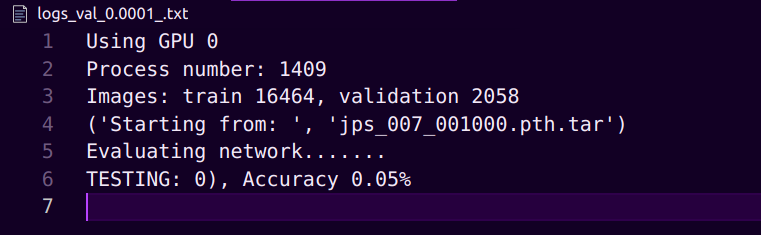 logs_val_0.0001_.txt
1 Using GPU 0
2 Process number: 1409
3 Images: train 16464, validation 2058
4 ('Starting from: ', 'jps_007_001000.pth.tar')
5 Evaluating network.......
6 TESTING: 0), Accuracy 0.05%
7